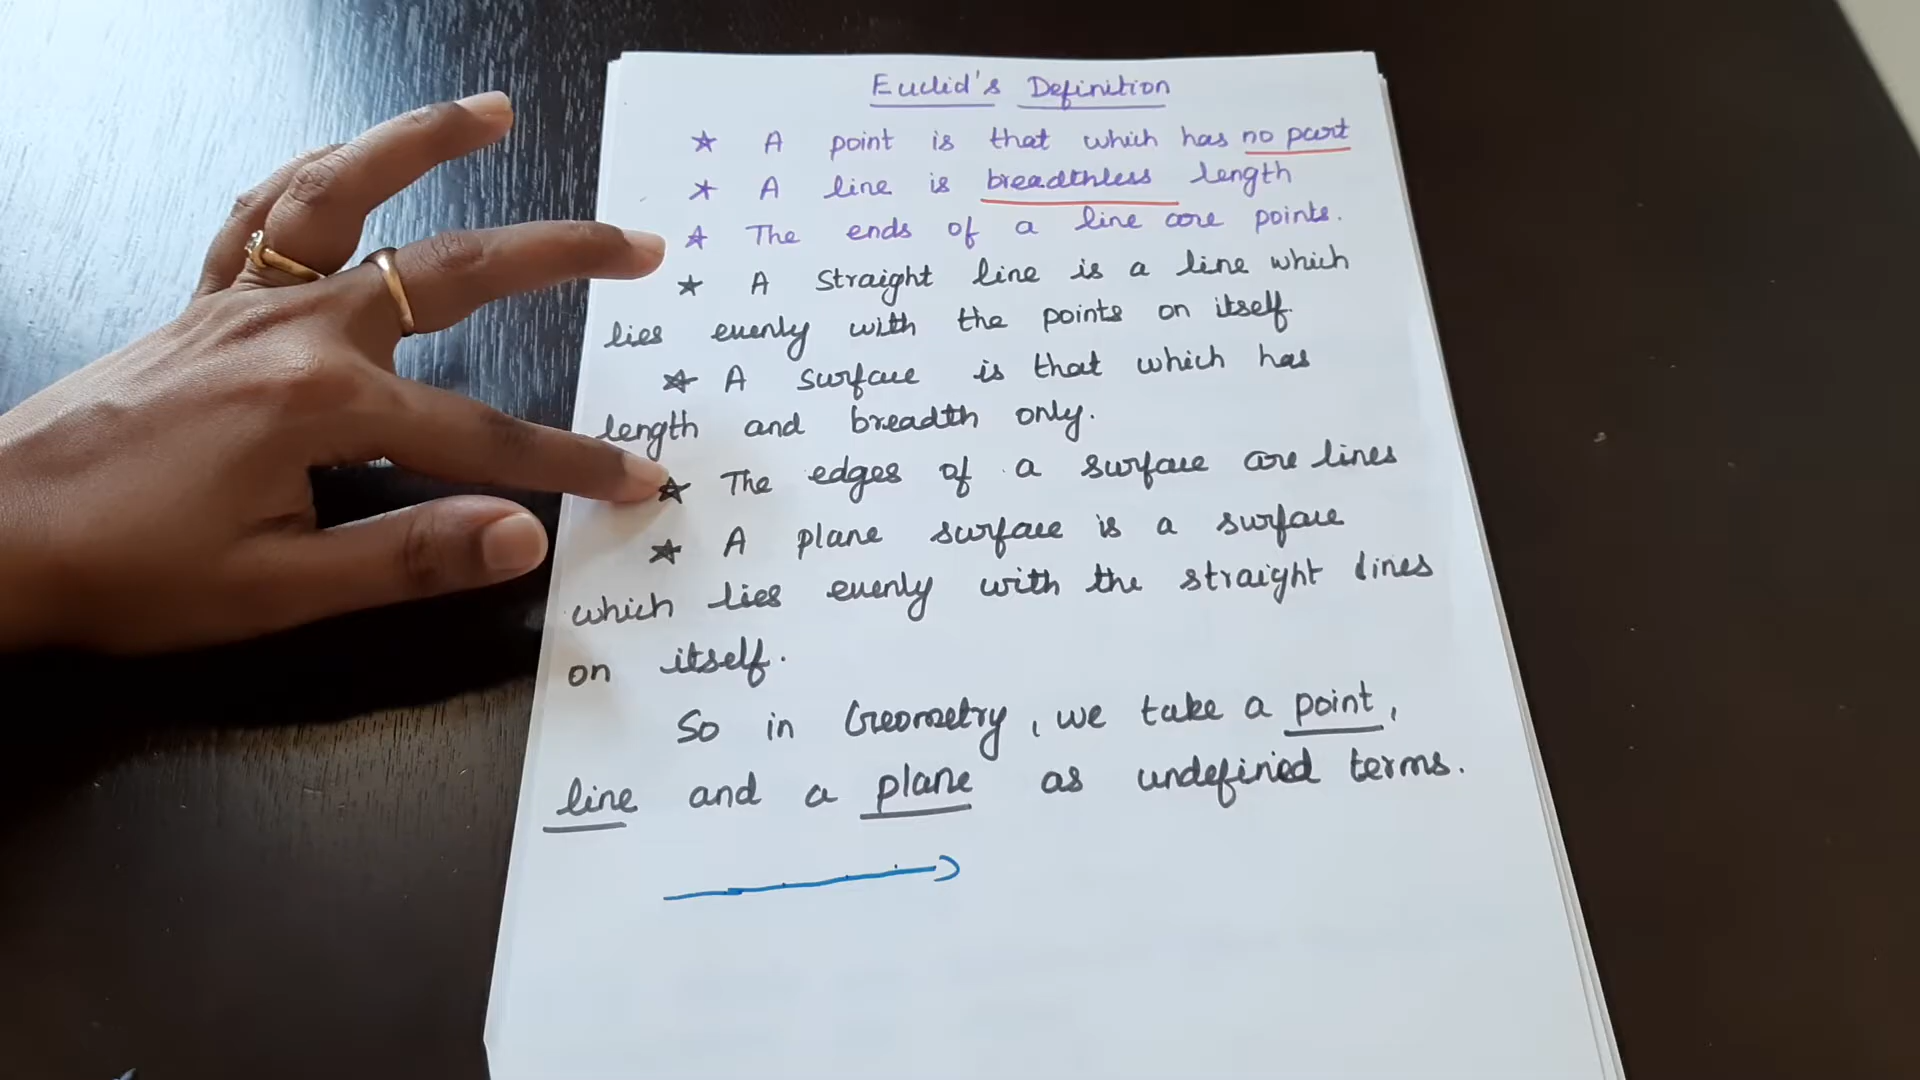 Euclid's Definition
☆ A point is that which has no part
☆ A line is breadthless length
☆ The ends of a line are points.
☆ A straight line is a line which
lies evenly with the points on itself.
☆ A surface is that which has
length and breadth only.
☆ The edges of a surface are lines
☆ A plane surface is a surface
which lies evenly with the straight lines
on itself.
So in Geometry, we take a point,
line and a plane as undefined terms.